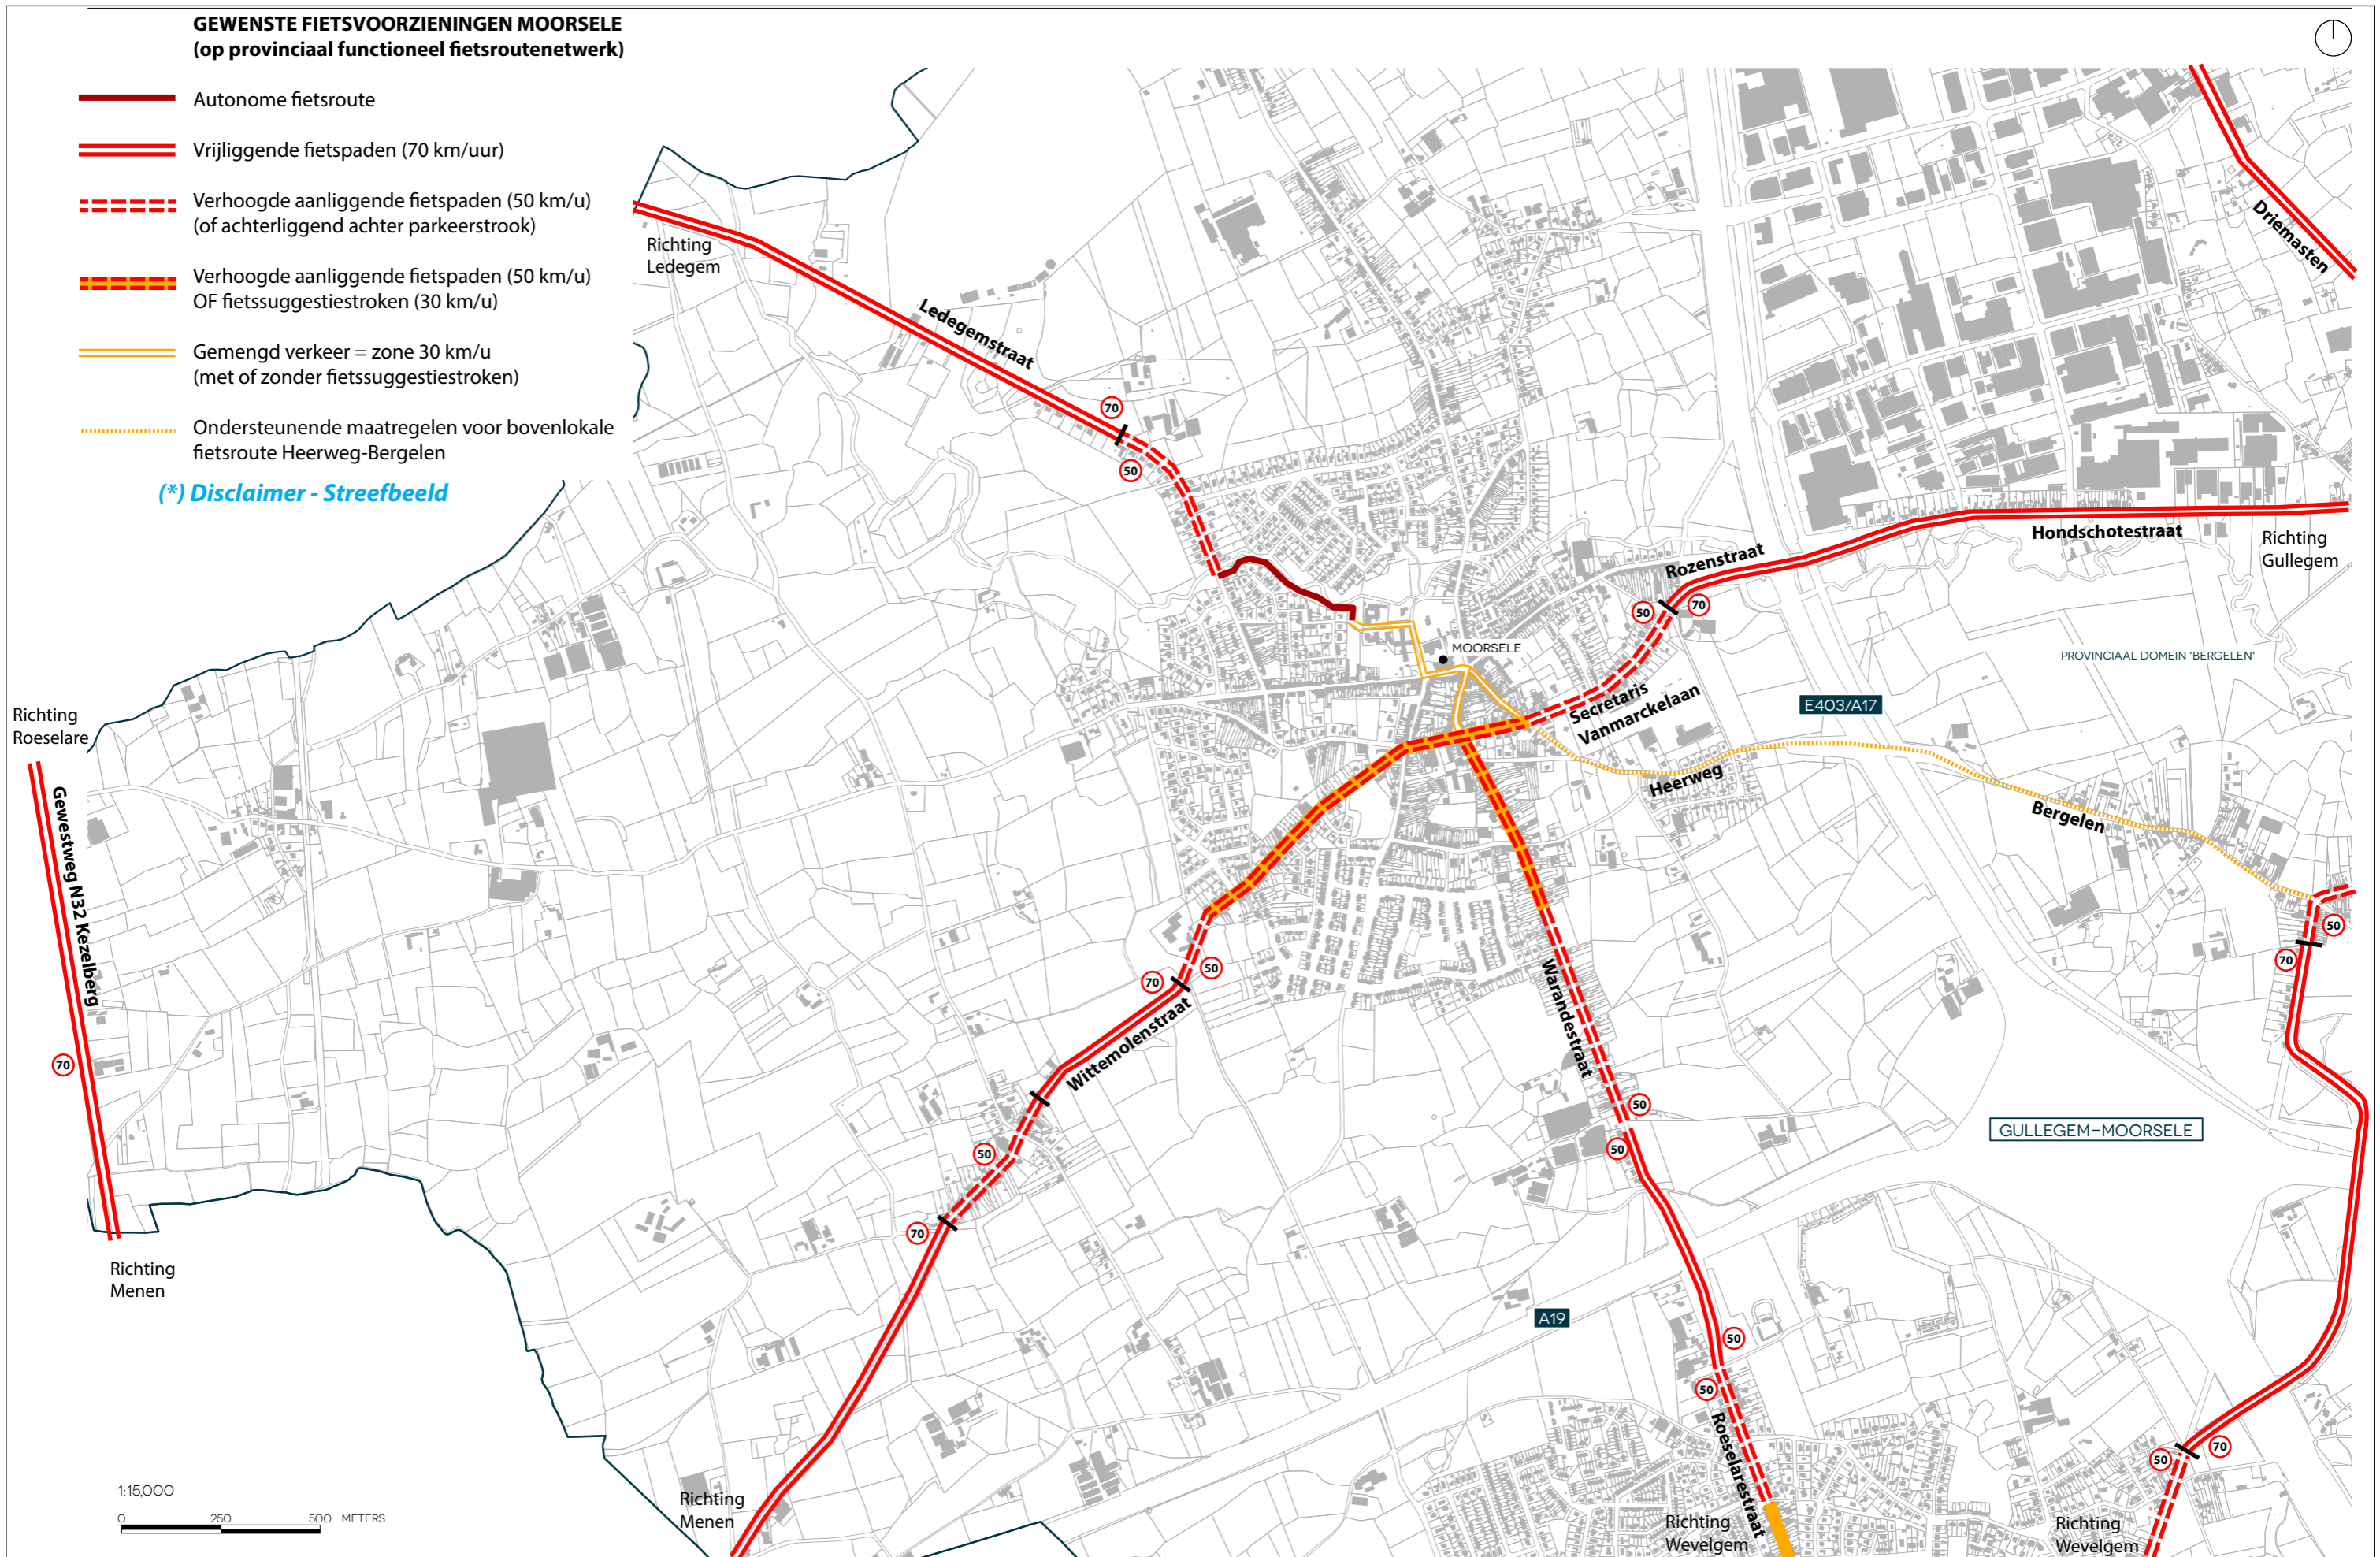 GEWENSTE FIETSVOORZIENINGEN MOORSELE
(op provinciaal functioneel fietsroutenetwerk)
Autonome fietsroute
Vrijliggende fietspaden (70 km/uur)
Verhoogde aanliggende fietspaden (50 km/u)
(of achterliggend achter parkeerstrook)
Verhoogde aanliggende fietspaden (50 km/u)
OF fietssuggestiestroken (30 km/u)
Gemengd verkeer = zone 30 km/u
(met of zonder fietssuggestiestroken)
Ondersteunende maatregelen voor bovenlokale
fietsroute Heerweg-Bergelen
(*) Disclaimer - Streefbeeld
Richting
Ledegem
Ledegemstraat
70
50
Driemasten
Hondschotestraat
Richting
Gullegem
Rozenstraat
50
70
MOORSELE
PROVINCIAAL DOMEIN 'BERGELEN'
Secretaris
Vanmarckelaan
E403/A17
Heerweg
Bergelen
Richting
Roeselare
Gewestweg N32 Kezelberg
70
Richting
Menen
50
70
70
50
Wittemolenstraat
Warandestraat
50
70
50
50
GULLEGEM-MOORSELE
A19
50
50
Roeselarestraat
70
50
Richting
Menen
Richting
Wevelgem
Richting
Wevelgem
1:15,000
0 250 500 METERS